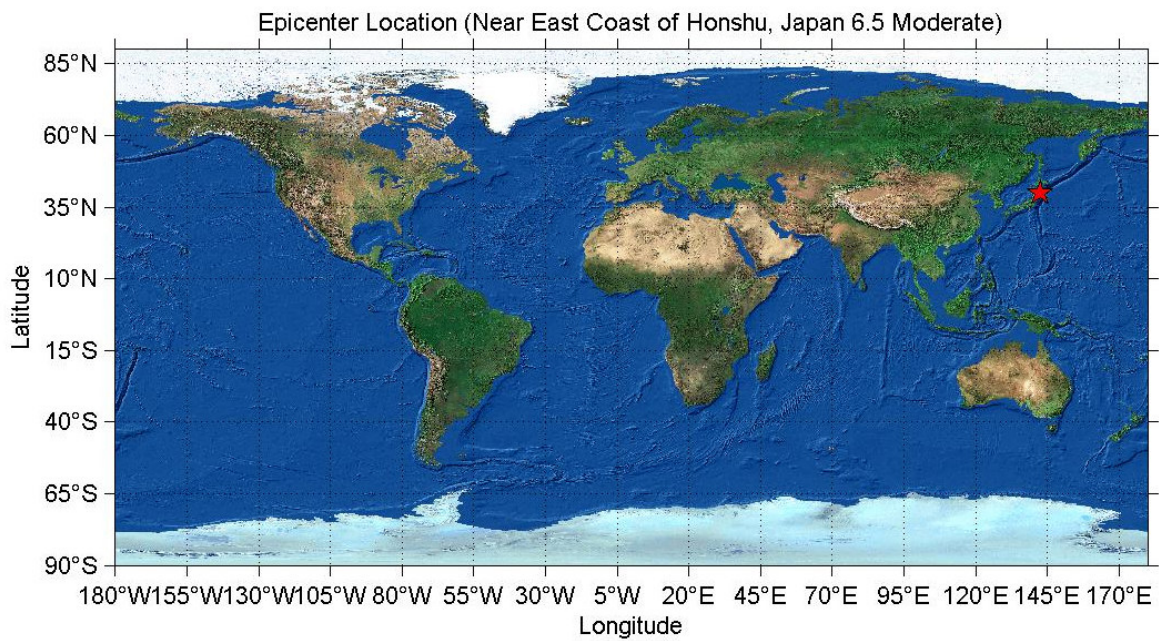 Epicenter Location (Near East Coast of Honshu, Japan 6.5 Moderate)
85°N
60°N
35°N
10°N
15°S
40°S
65°S
90°S
Latitude
180°W155°W130°W105°W 80°W 55°W 30°W 5°W 20°E 45°E 70°E 95°E 120°E 145°E 170°E
Longitude